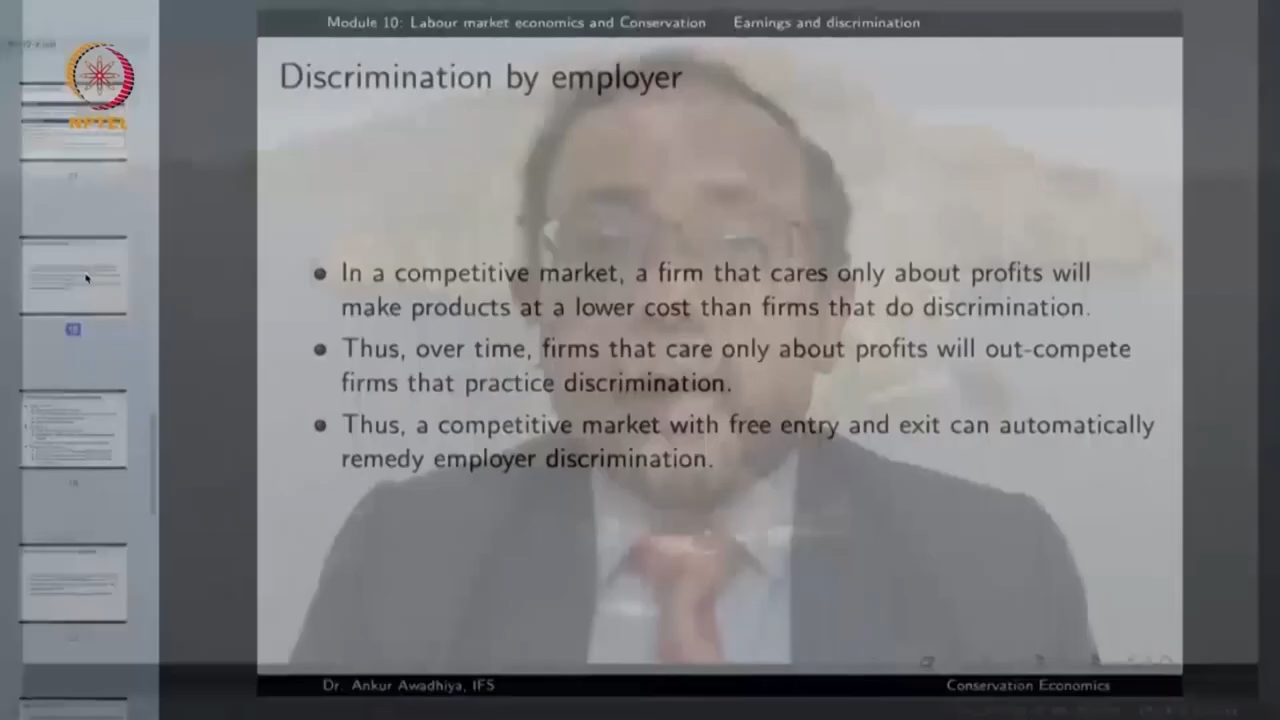 Module 10: Labour market economics and Conservation Earnings and discrimination
NPTEL
Discrimination by employer
In a competitive market, a firm that cares only about profits will
make products at a lower cost than firms that do discrimination.
Thus, over time, firms that care only about profits will out-compete
firms that practice discrimination.
Thus, a competitive market with free entry and exit can automatically
remedy employer discrimination.
Dr. Ankur Awadhiya, IFS Conservation Economics